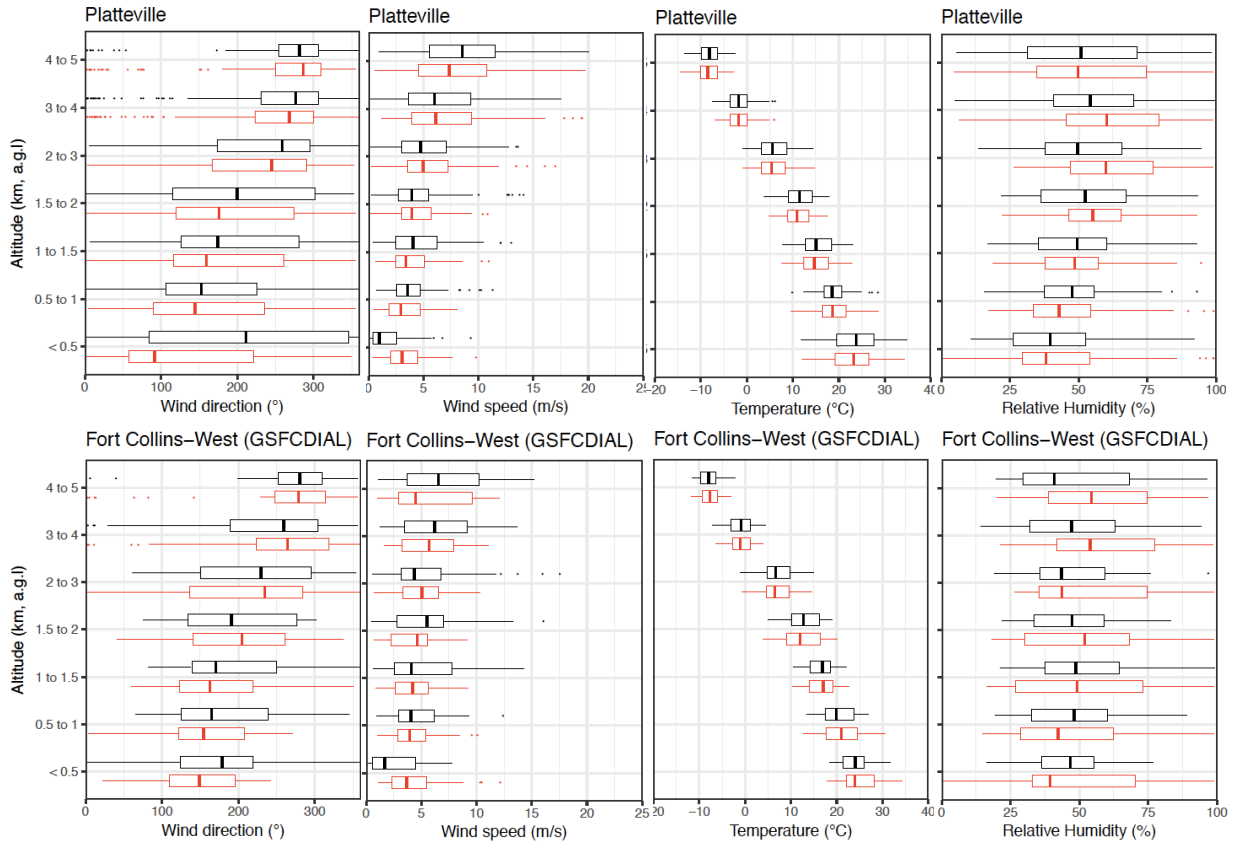 Platteville
Platteville
Platteville
Platteville
Altitude (km, a.g.l)
4 to 5
3 to 4
2 to 3
1.5 to 2
1 to 1.5
0.5 to 1
< 0.5
0 100 200 300
0 5 10 15 20 25
−10 0 10 20 30 40
0 25 50 75 100
Wind direction (°)
Wind speed (m/s)
Temperature (°C)
Relative Humidity (%)
Fort Collins−West (GSFCDIAL)
Fort Collins−West (GSFCDIAL)
Fort Collins−West (GSFCDIAL)
Altitude (km, a.g.l)
4 to 5
3 to 4
2 to 3
1.5 to 2
1 to 1.5
0.5 to 1
< 0.5
0 100 200 300
0 5 10 15 20 25
−10 0 10 20 30 40
0 25 50 75 100
Wind direction (°)
Wind speed (m/s)
Temperature (°C)
Relative Humidity (%)